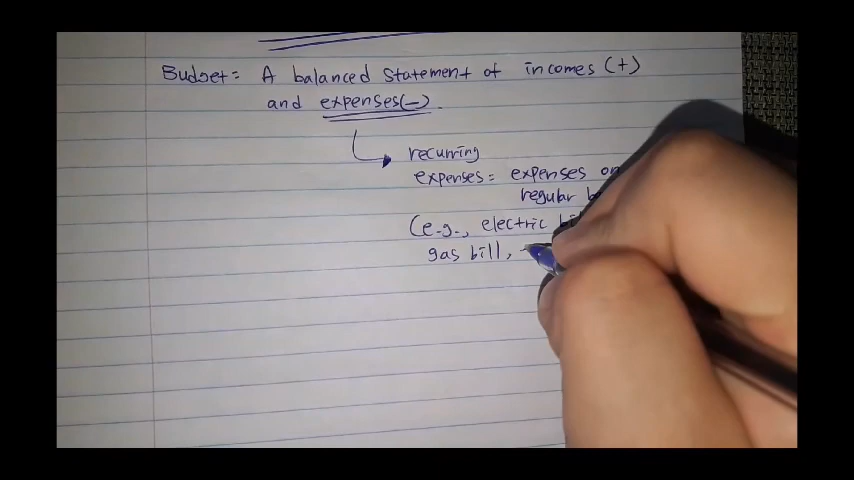 Budget = A balanced statement of incomes (+)
and expenses(-).
recurring
expenses = expenses on
regular
(e.g., electric
gas bill,